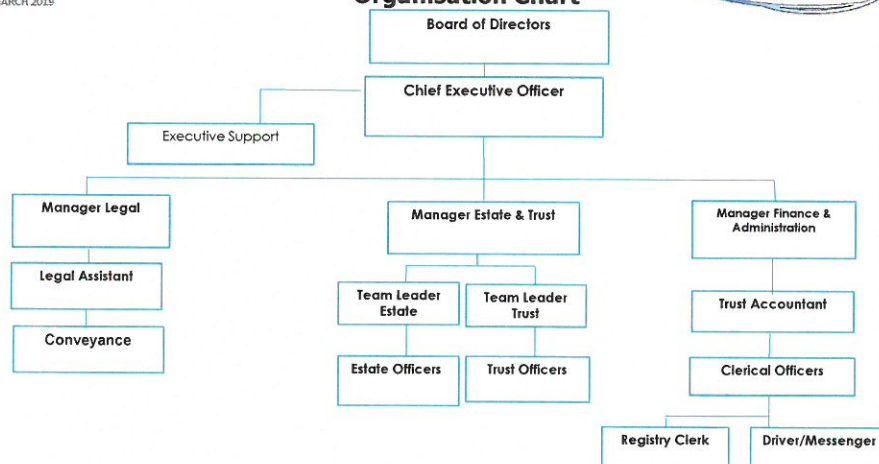 MARCH 2019
Organisation Chart
Board of Directors
Chief Executive Officer
Executive Support
Manager Legal
Manager Estate & Trust
Manager Finance &
Administration
Legal Assistant
Team Leader
Estate
Team Leader
Trust
Trust Accountant
Conveyance
Estate Officers
Trust Officers
Clerical Officers
Registry Clerk
Driver/Messenger